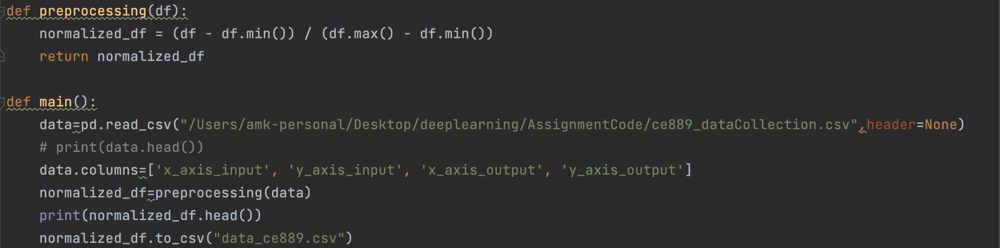 def preprocessing(df):
    normalized_df = (df - df.min()) / (df.max() - df.min())
    return normalized_df

def main():
    data=pd.read_csv("/Users/amk-personal/Desktop/deeplearning/AssignmentCode/ce889_dataCollection.csv",header=None)
    # print(data.head())
    data.columns=['x_axis_input', 'y_axis_input', 'x_axis_output', 'y_axis_output']
    normalized_df=preprocessing(data)
    print(normalized_df.head())
    normalized_df.to_csv("data_ce889.csv")